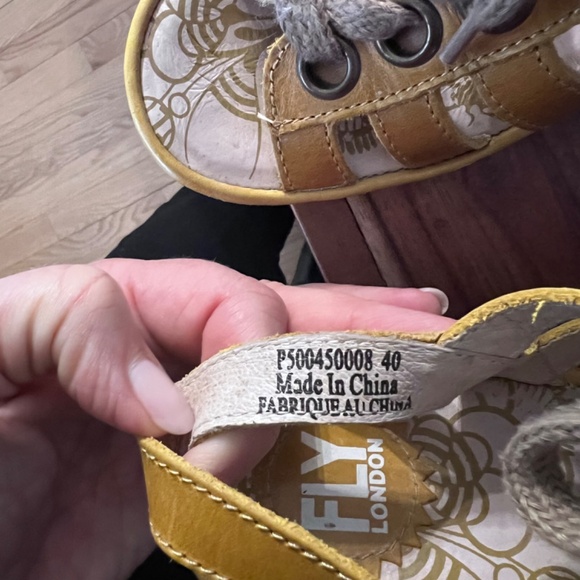 P500450008 40
Made In China
FABRIQUE AU CHINA
FLY
LONDON